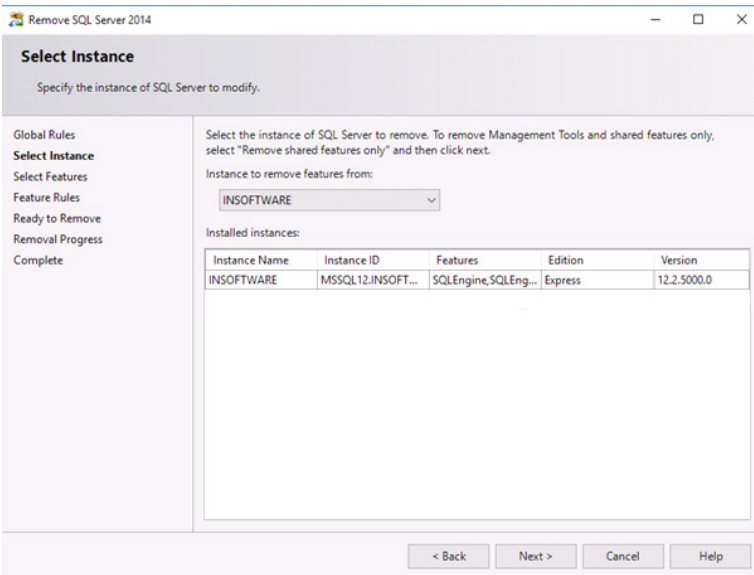 Remove SQL Server 2014
Select Instance
Specify the instance of SQL Server to modify.
Global Rules
Select Instance
Select Features
Feature Rules
Ready to Remove
Removal Progress
Complete
Select the instance of SQL Server to remove. To remove Management Tools and shared features only,
select "Remove shared features only" and then click next.
Instance to remove features from:
INSOFTWARE
Installed instances:
Instance Name Instance ID Features Edition Version
INSOFTWARE MSSQL12.INSOFT... SQLEngine,SQLEng... Express 12.2.5000.0
< Back Next > Cancel Help